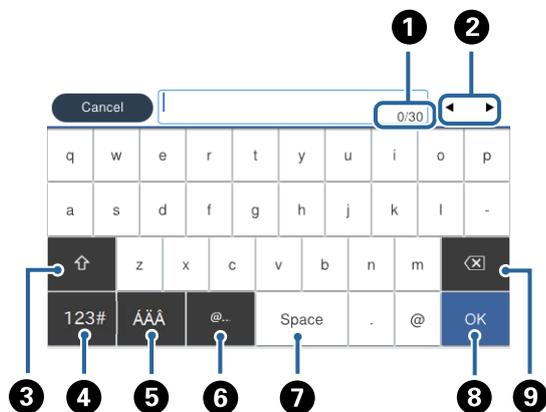 1 2
Cancel 0/30
q w e r t y u i o p
a s d f g h j k l -
z x c v b n m
123# ÁÄÂ @... Space . @ OK
3 4 5 6 7 8 9